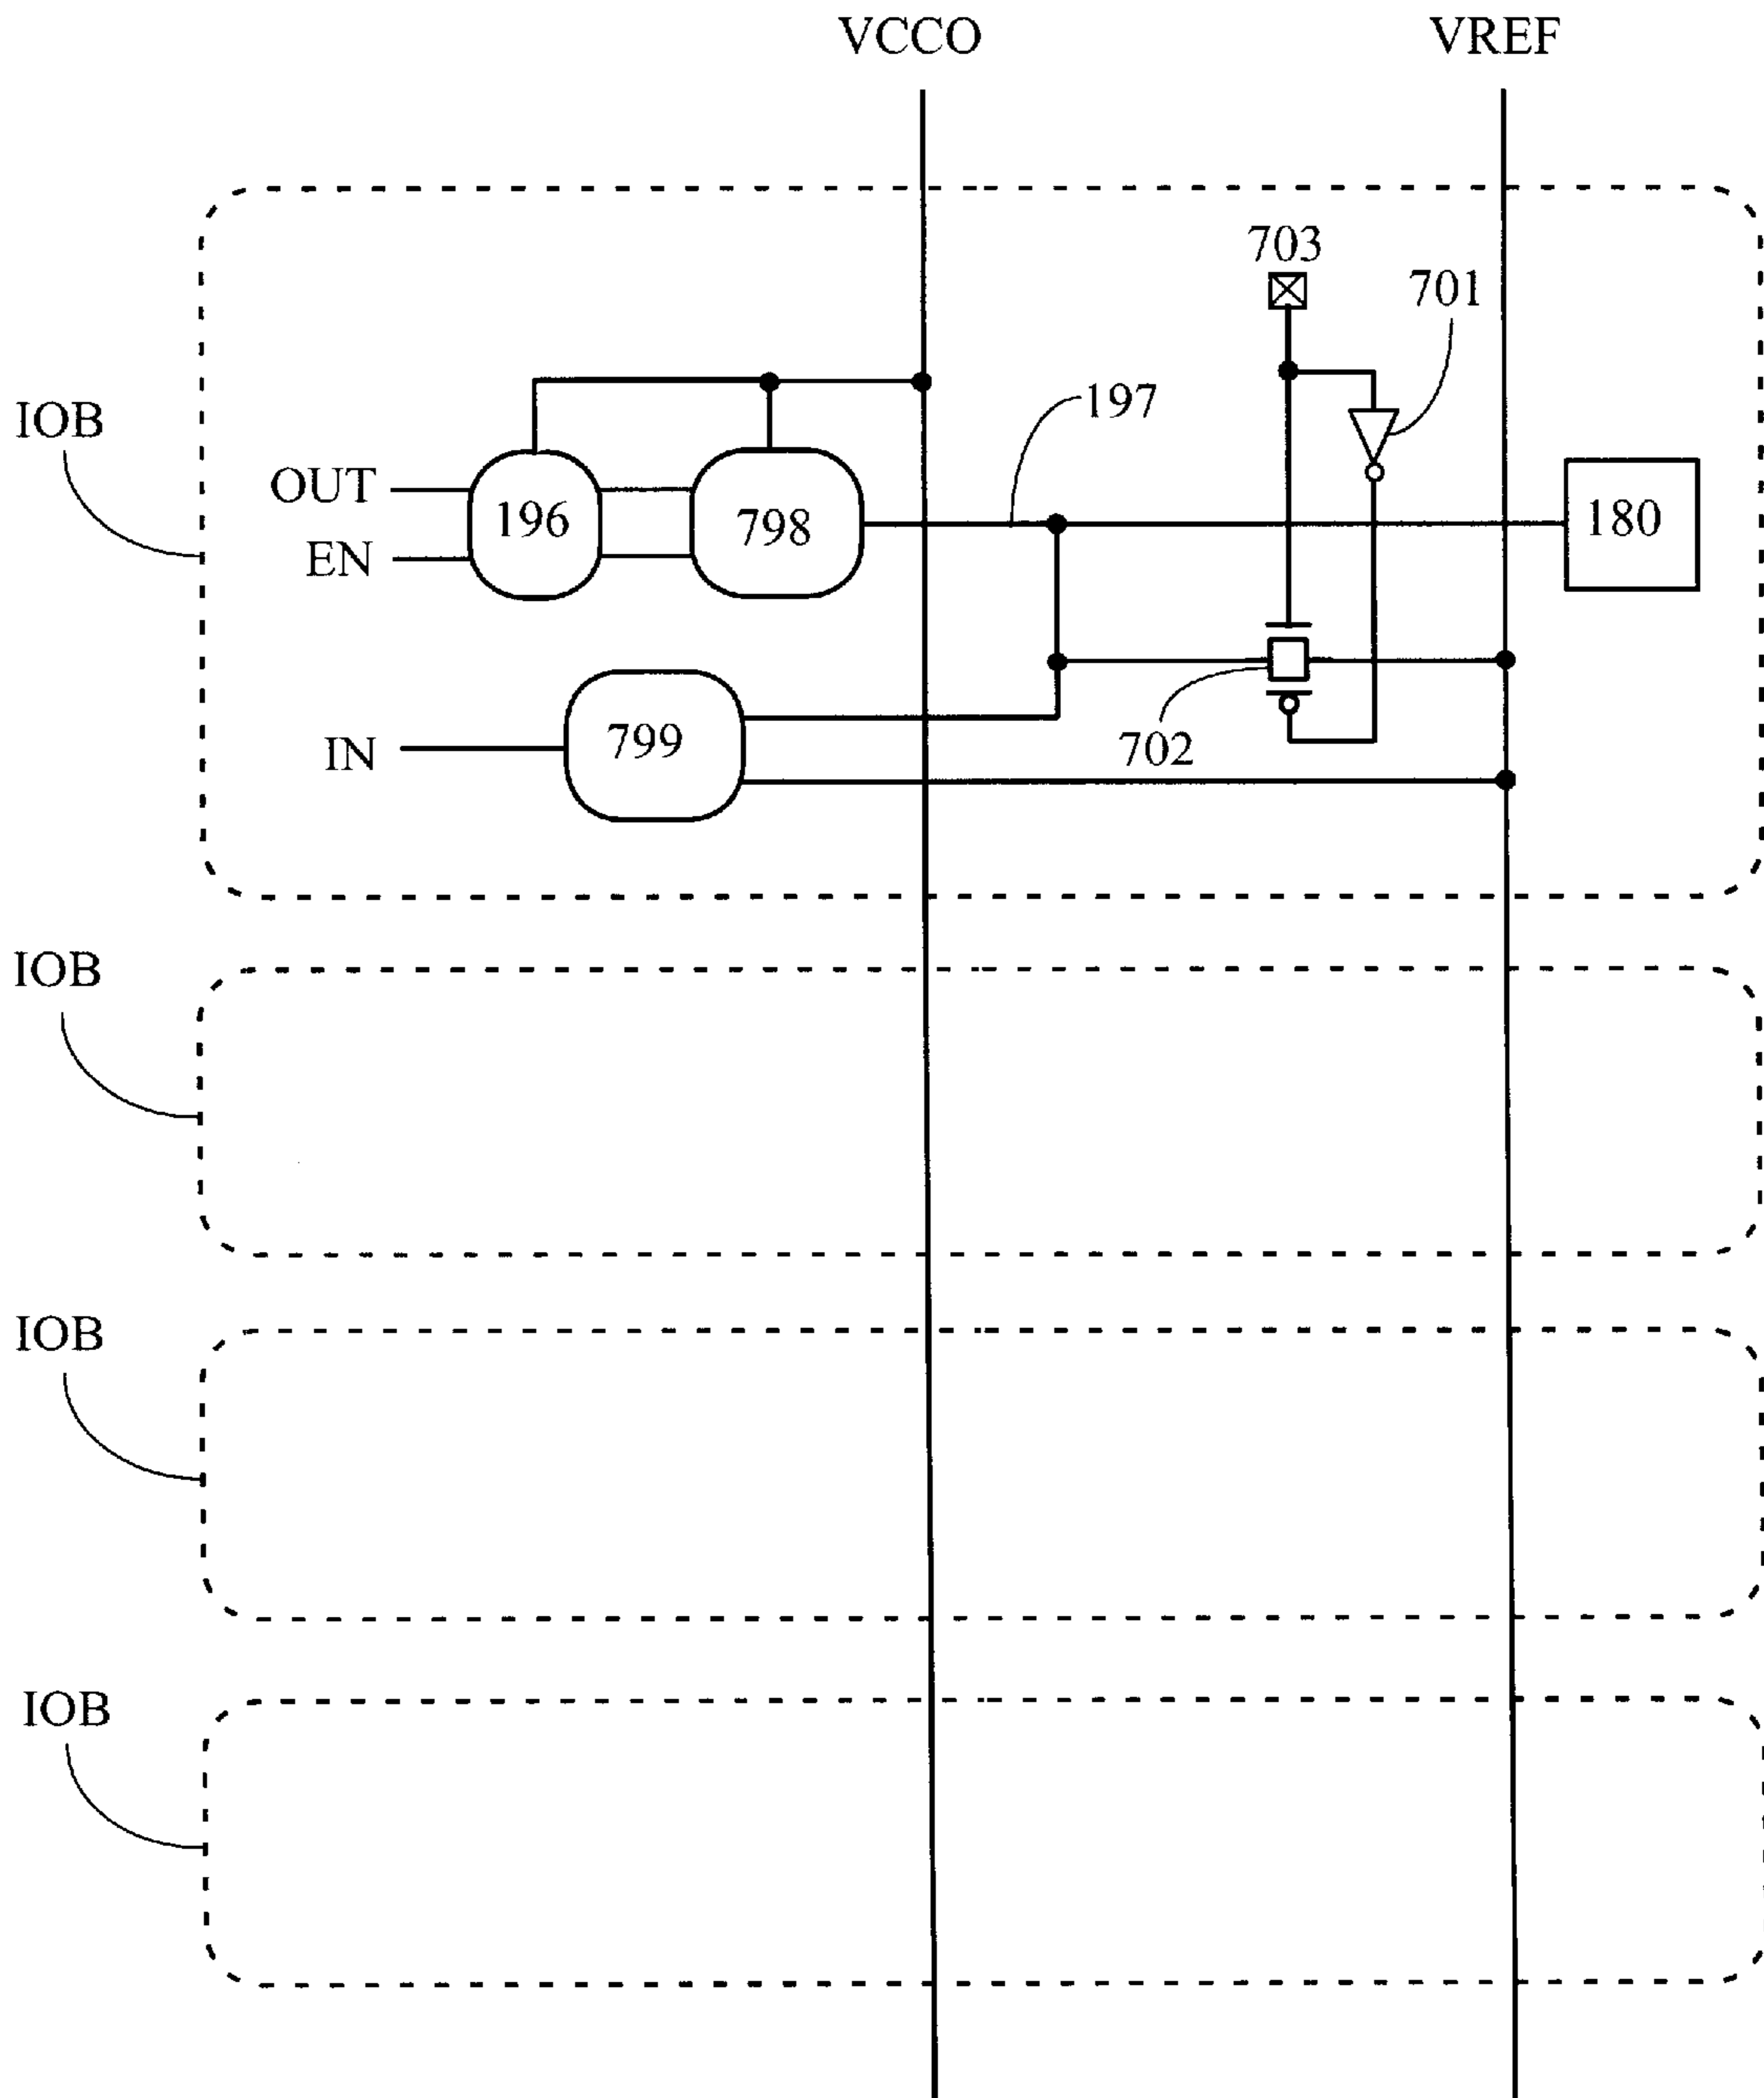 VCCO
VREF
703
701
IOB
197
OUT
196
798
180
EN
IN
799
702
IOB
IOB
IOB